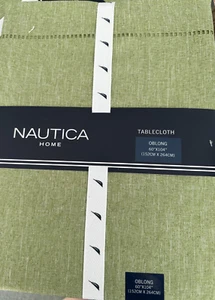 NAUTICA
HOME
TABLECLOTH
OBLONG
60"X104"
(152CM X 264CM)
OBLONG
60"X104"
(152CM X 264CM)